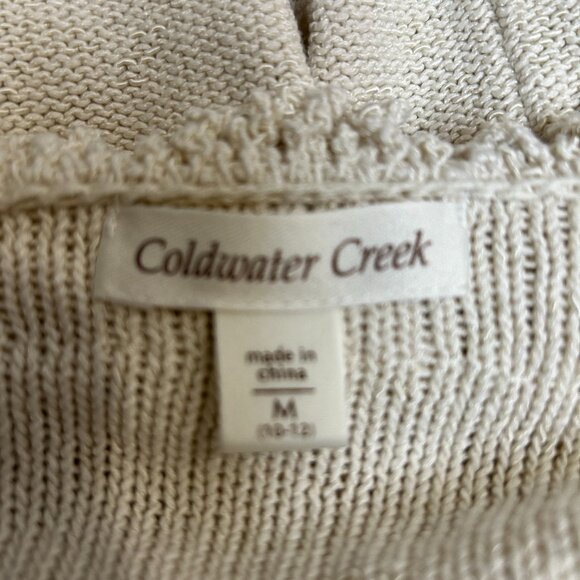 Coldwater Creek
made in
china
M
(10-12)